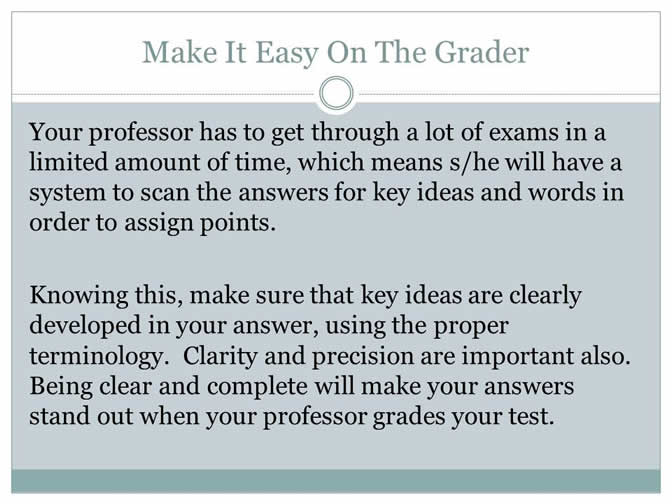 Make It Easy On The Grader
Your professor has to get through a lot of exams in a
limited amount of time, which means s/he will have a
system to scan the answers for key ideas and words in
order to assign points.
Knowing this, make sure that key ideas are clearly
developed in your answer, using the proper
terminology.  Clarity and precision are important also.
Being clear and complete will make your answers
stand out when your professor grades your test.